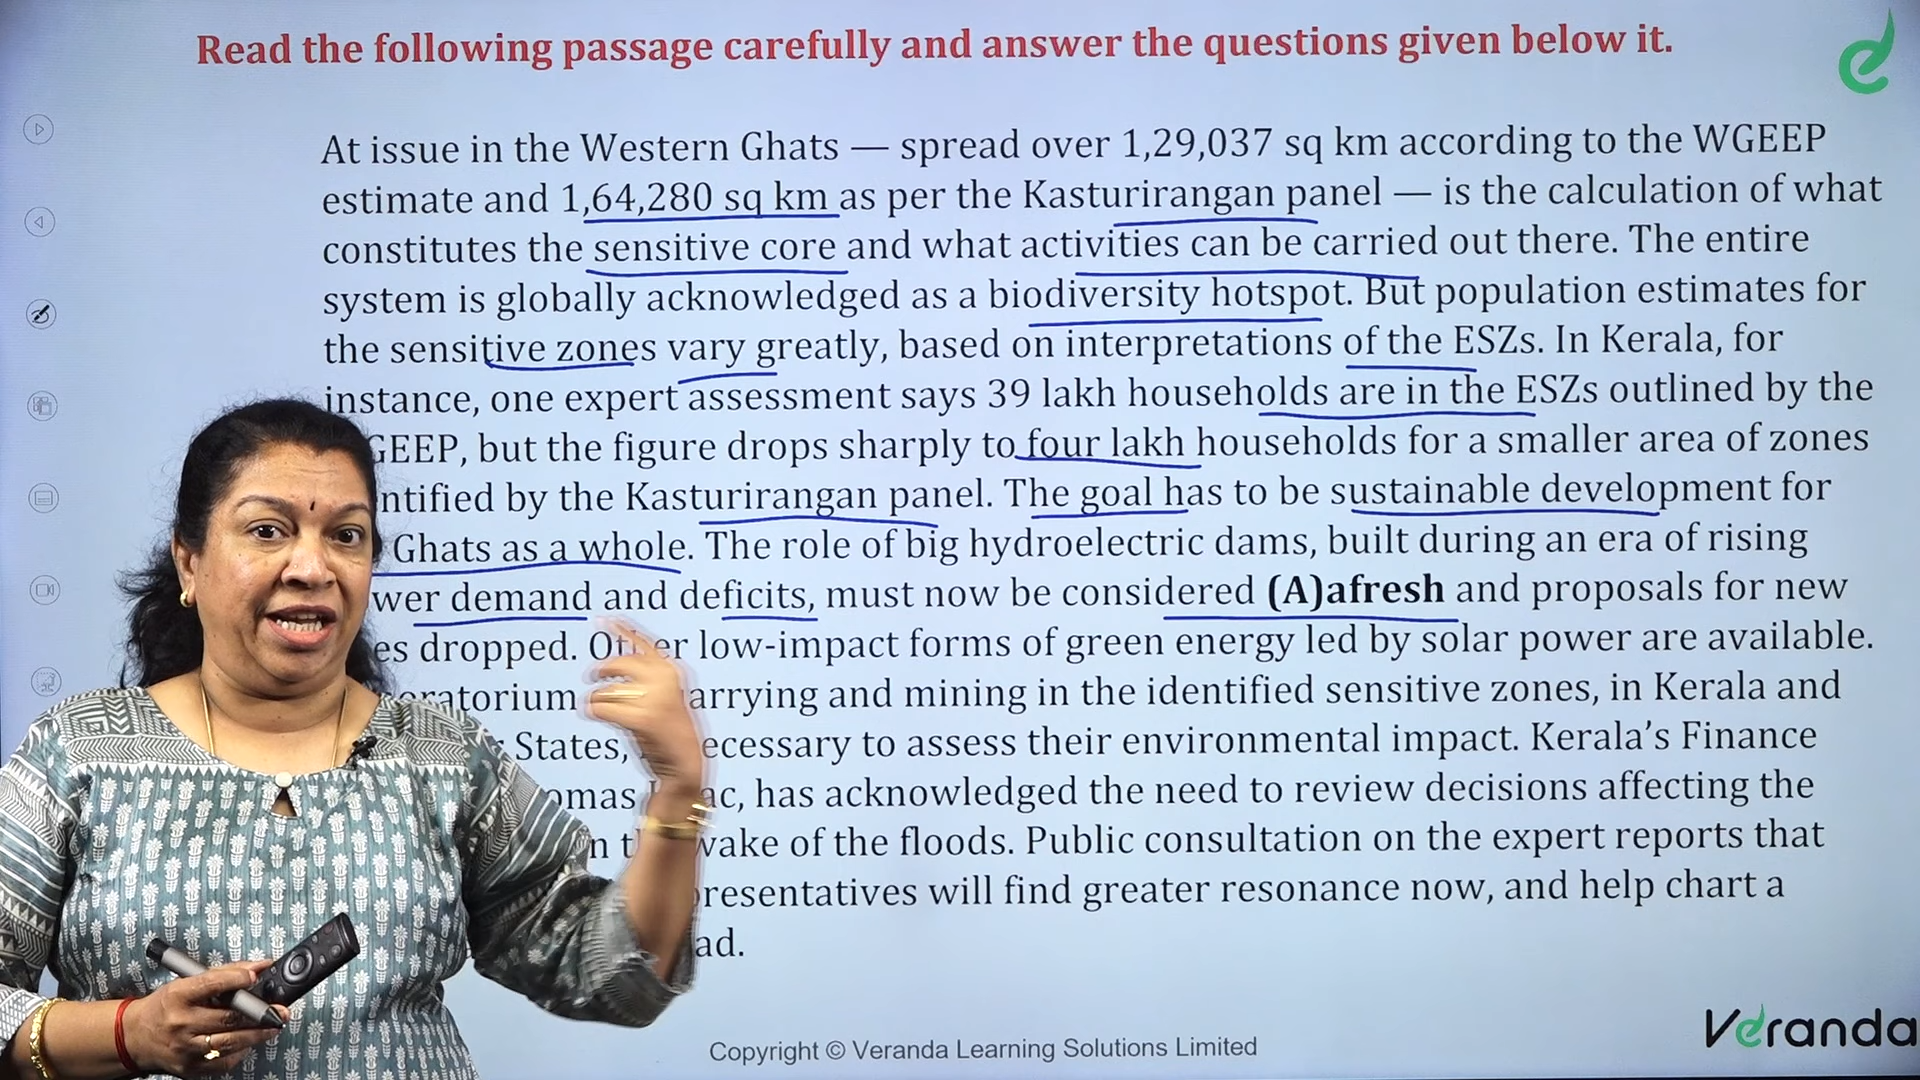 Read the following passage carefully and answer the questions given below it.
At issue in the Western Ghats — spread over 1,29,037 sq km according to the WGEEP
estimate and 1,64,280 sq km as per the Kasturirangan panel — is the calculation of what
constitutes the sensitive core and what activities can be carried out there. The entire
system is globally acknowledged as a biodiversity hotspot. But population estimates for
the sensitive zones vary greatly, based on interpretations of the ESZs. In Kerala, for
instance, one expert assessment says 39 lakh households are in the ESZs outlined by the
GEEP, but the figure drops sharply to four lakh households for a smaller area of zones
ntified by the Kasturirangan panel. The goal has to be sustainable development for
Ghats as a whole. The role of big hydroelectric dams, built during an era of rising
wer demand and deficits, must now be considered (A)afresh and proposals for new
es dropped. Other low-impact forms of green energy led by solar power are available.
oratorium arrying and mining in the identified sensitive zones, in Kerala and
States, ecessary to assess their environmental impact. Kerala's Finance
omas ac, has acknowledged the need to review decisions affecting the
n wake of the floods. Public consultation on the expert reports that
presentatives will find greater resonance now, and help chart a
ad.
Veranda
Copyright © Veranda Learning Solutions Limited